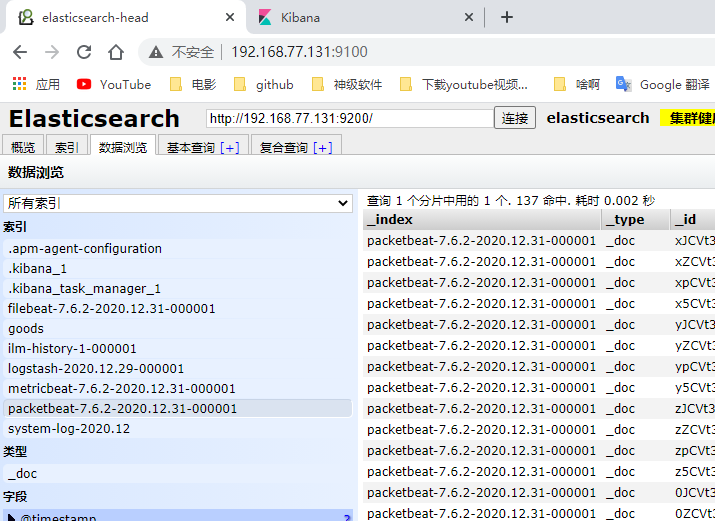 elasticsearch-head
Kibana
不安全 192.168.77.131:9100
应用 YouTube 电影 github 神级软件 下载youtube视频... 啥啊 Google 翻译
Elasticsearch http://192.168.77.131:9200/ 连接 elasticsearch 集群健
概览 索引 数据浏览 基本查询 [+] 复合查询 [+]
数据浏览
所有索引
索引
.apm-agent-configuration
.kibana_1
.kibana_task_manager_1
filebeat-7.6.2-2020.12.31-000001
goods
ilm-history-1-000001
logstash-2020.12.29-000001
metricbeat-7.6.2-2020.12.31-000001
packetbeat-7.6.2-2020.12.31-000001
system-log-2020.12
类型
_doc
字段
@timestamp ?
查询 1 个分片中用的 1 个. 137 命中. 耗时 0.002 秒
_index _type _id
packetbeat-7.6.2-2020.12.31-000001 _doc xJCVt3
packetbeat-7.6.2-2020.12.31-000001 _doc xZCVt3
packetbeat-7.6.2-2020.12.31-000001 _doc xpCVt3
packetbeat-7.6.2-2020.12.31-000001 _doc x5CVt3
packetbeat-7.6.2-2020.12.31-000001 _doc yJCVt3
packetbeat-7.6.2-2020.12.31-000001 _doc yZCVt3
packetbeat-7.6.2-2020.12.31-000001 _doc ypCVt3
packetbeat-7.6.2-2020.12.31-000001 _doc y5CVt3
packetbeat-7.6.2-2020.12.31-000001 _doc zJCVt3
packetbeat-7.6.2-2020.12.31-000001 _doc zZCVt3
packetbeat-7.6.2-2020.12.31-000001 _doc zpCVt3
packetbeat-7.6.2-2020.12.31-000001 _doc z5CVt3
packetbeat-7.6.2-2020.12.31-000001 _doc 0JCVt3
packetbeat-7.6.2-2020.12.31-000001 _doc 0ZCVt3